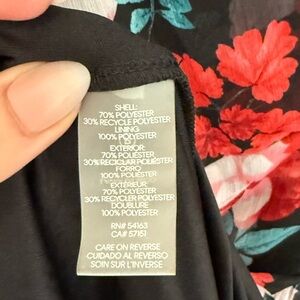 SHELL:
70% POLYESTER
30% RECYCLE POLYESTER
LINING
100% POLYESTER
EXTERIOR:
70% POLIÉSTER
30% RECICLAR POLIÉSTER
FORRO
100% POLIÉSTER
EXTÉRIEUR:
70% POLYESTER
30% RECYCLER POLYESTER
DOUBLURE
100% POLYESTER
RN# 54163
CA# 57151
CARE ON REVERSE
CUIDADO AL REVERSO
SOIN SUR L'INVERSE